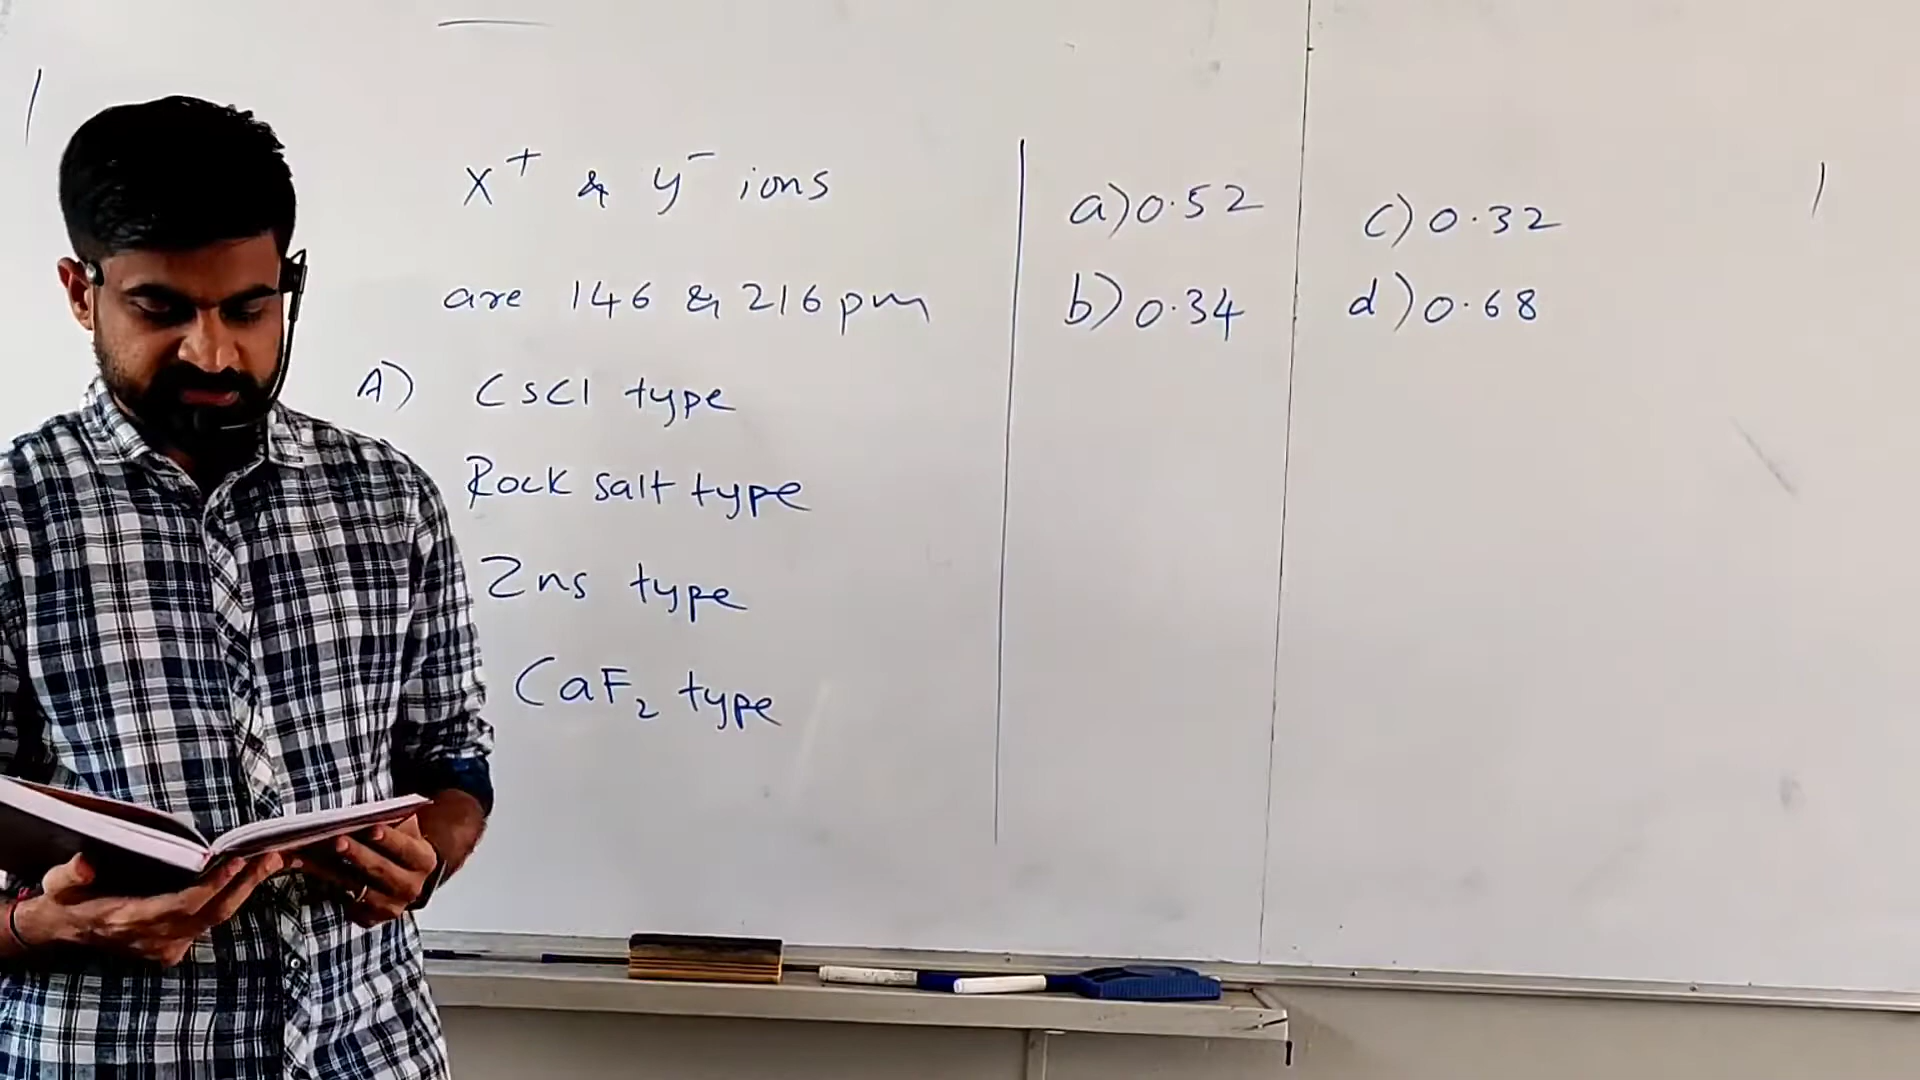 X⁺ & y⁻ ions
are 146 & 216 pm
A) CsCl type
Rock salt type
Zns type
CaF₂ type
a) 0.52
b) 0.34
c) 0.32
d) 0.68